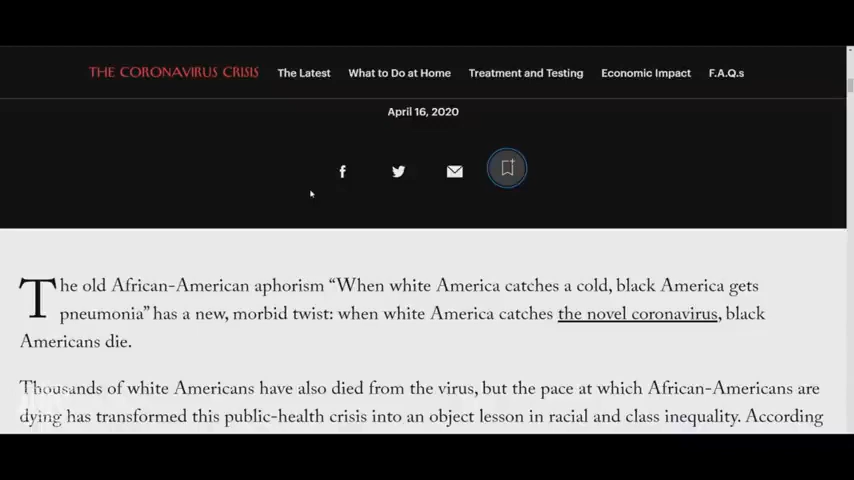 THE CORONAVIRUS CRISIS The Latest What to Do at Home Treatment and Testing Economic Impact F.A.Q.s
April 16, 2020
The old African-American aphorism “When white America catches a cold, black America gets
pneumonia” has a new, morbid twist: when white America catches the novel coronavirus, black
Americans die.
Thousands of white Americans have also died from the virus, but the pace at which African-Americans are
dying has transformed this public-health crisis into an object lesson in racial and class inequality. According